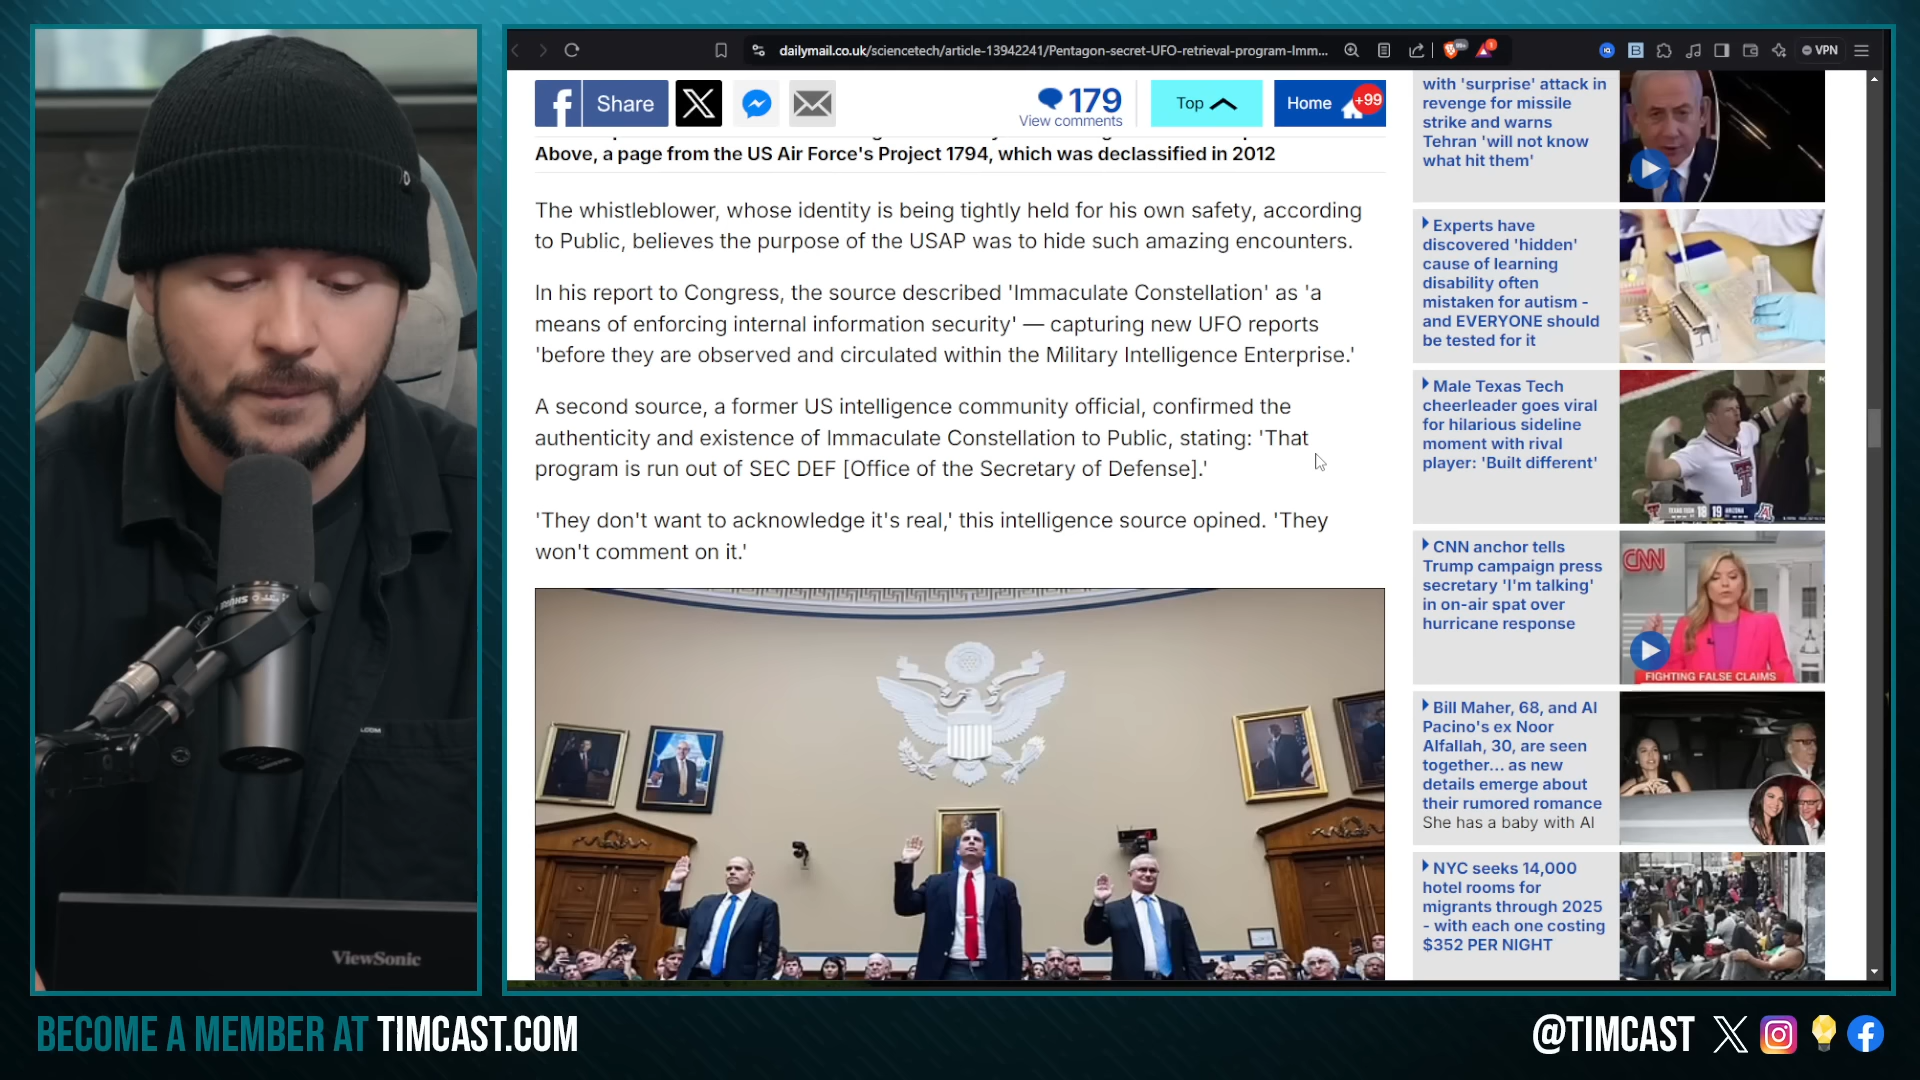 dailymail.co.uk/sciencetech/article-13942241/Pentagon-secret-UFO-retrieval-program-Imm...
VPN
Share
179
View comments
Top
Home
+99
Above, a page from the US Air Force's Project 1794, which was declassified in 2012
The whistleblower, whose identity is being tightly held for his own safety, according
to Public, believes the purpose of the USAP was to hide such amazing encounters.
In his report to Congress, the source described 'Immaculate Constellation' as 'a
means of enforcing internal information security' — capturing new UFO reports
'before they are observed and circulated within the Military Intelligence Enterprise.'
A second source, a former US intelligence community official, confirmed the
authenticity and existence of Immaculate Constellation to Public, stating: 'That
program is run out of SEC DEF [Office of the Secretary of Defense].'
'They don't want to acknowledge it's real,' this intelligence source opined. 'They
won't comment on it.'
with 'surprise' attack in
revenge for missile
strike and warns
Tehran 'will not know
what hit them'
Experts have
discovered 'hidden'
cause of learning
disability often
mistaken for autism -
and EVERYONE should
be tested for it
Male Texas Tech
cheerleader goes viral
for hilarious sideline
moment with rival
player: 'Built different'
TEXAS TECH 18 19 ARIZONA
CNN anchor tells
Trump campaign press
secretary 'I'm talking'
in on-air spat over
hurricane response
CNN
FIGHTING FALSE CLAIMS
Bill Maher, 68, and Al
Pacino's ex Noor
Alfallah, 30, are seen
together... as new
details emerge about
their rumored romance
She has a baby with Al
NYC seeks 14,000
hotel rooms for
migrants through 2025
- with each one costing
$352 PER NIGHT
SHURE
ViewSonic
BECOME A MEMBER AT TIMCAST.COM
@TIMCAST